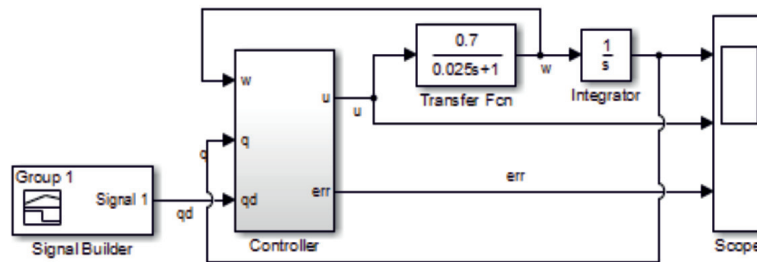 0.7
0.025s+1
Transfer Fcn
w
1
s
Integrator
w
u
u
q
q
Group 1
Signal 1
qd
qd
err
err
Signal Builder
Controller
Scope